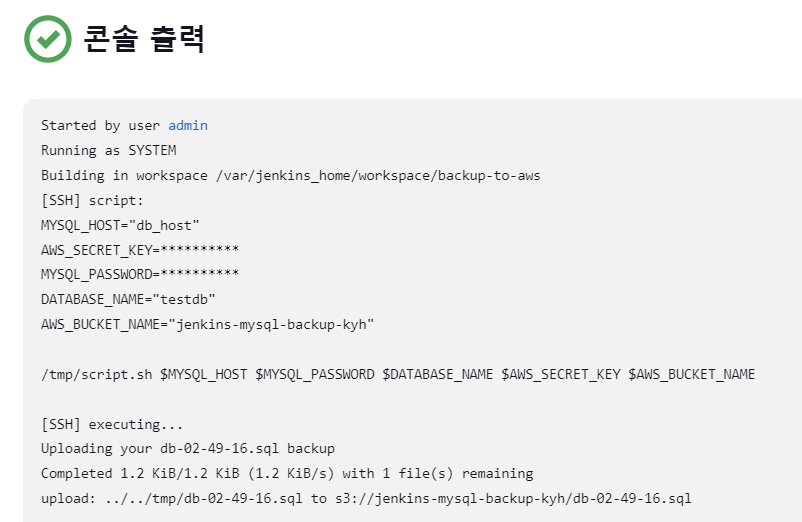 콘솔 출력
Started by user admin
Running as SYSTEM
Building in workspace /var/jenkins_home/workspace/backup-to-aws
[SSH] script:
MYSQL_HOST="db_host"
AWS_SECRET_KEY=**********
MYSQL_PASSWORD=**********
DATABASE_NAME="testdb"
AWS_BUCKET_NAME="jenkins-mysql-backup-kyh"
/tmp/script.sh $MYSQL_HOST $MYSQL_PASSWORD $DATABASE_NAME $AWS_SECRET_KEY $AWS_BUCKET_NAME
[SSH] executing...
Uploading your db-02-49-16.sql backup
Completed 1.2 KiB/1.2 KiB (1.2 KiB/s) with 1 file(s) remaining
upload: ../../tmp/db-02-49-16.sql to s3://jenkins-mysql-backup-kyh/db-02-49-16.sql